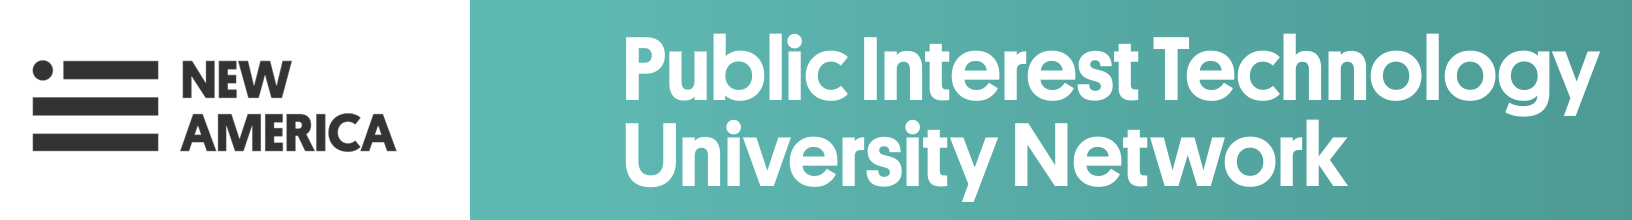 NEW
AMERICA
Public Interest Technology
University Network